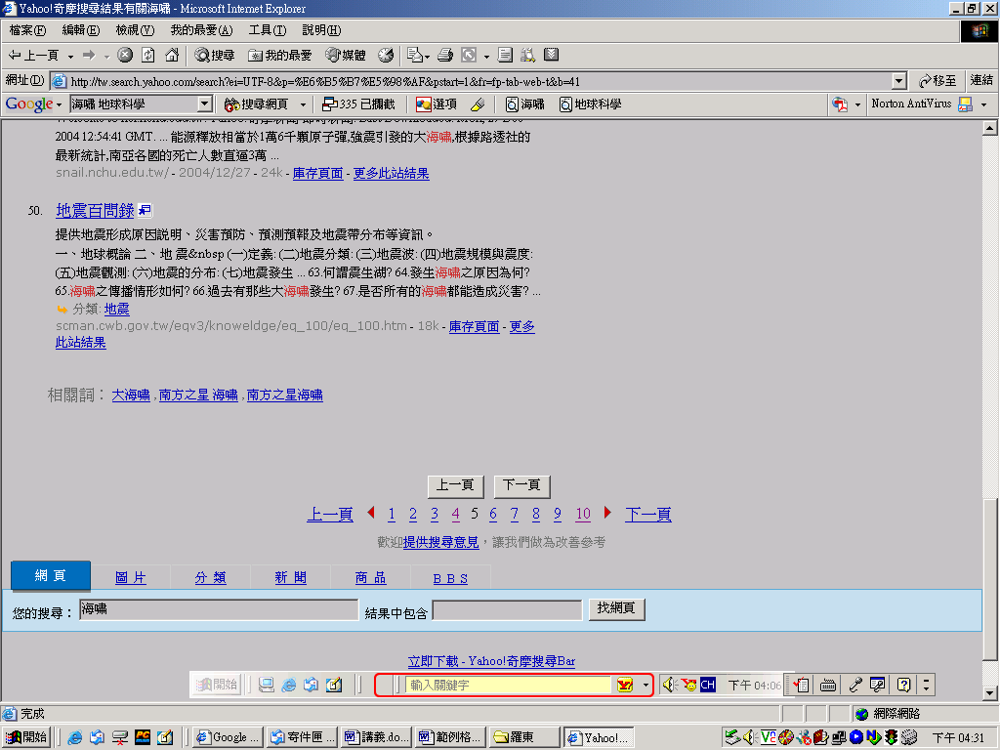 Yahoo!奇摩搜尋結果有關海嘯 - Microsoft Internet Explorer
檔案(F) 編輯(E) 檢視(V) 我的最愛(A) 工具(T) 說明(H)
上一頁 搜尋 我的最愛 媒體
網址(D) http://tw.search.yahoo.com/search?ei=UTF-8&p=%E6%B5%B7%E5%98%AF&pstart=1&fr=fp-tab-web-t&b=41 移至 連結
Google 海嘯 地球科學 搜尋網頁 335 已攔截 選項 海嘯 地球科學 Norton AntiVirus
2004 12:54:41 GMT. ... 能源釋放相當於1萬6千顆原子彈,強震引發的大海嘯,根據路透社的
最新統計,南亞各國的死亡人數直逼3萬 ...
snail.nchu.edu.tw/ - 2004/12/27 - 24k - 庫存頁面 - 更多此站結果
50. 地震百問錄
提供地震形成原因說明、災害預防、預測預報及地震帶分布等資訊。
一、地球概論 二、地 震&nbsp (一)定義: (二)地震分類: (三)地震波: (四)地震規模與震度:
(五)地震觀測: (六)地震的分布: (七)地震發生 ... 63.何謂震生湖? 64.發生海嘯之原因為何?
65.海嘯之傳播情形如何? 66.過去有那些大海嘯發生? 67.是否所有的海嘯都能造成災害? ...
分類: 地震
scman.cwb.gov.tw/eqv3/knoweldge/eq_100/eq_100.htm - 18k - 庫存頁面 - 更多
此站結果
相關詞： 大海嘯 , 南方之星 海嘯 , 南方之星海嘯
上一頁 下一頁
上一頁 1 2 3 4 5 6 7 8 9 10 下一頁
歡迎提供搜尋意見，讓我們做為改善參考
網 頁 圖 片 分 類 新 聞 商 品 B B S
您的搜尋： 海嘯 結果中包含 找網頁
立即下載 - Yahoo!奇摩搜尋Bar
開始 輸入關鍵字 CH 下午 04:06
完成 網際網路
開始 Google ... 寄件匣 ... 講義.do... 範例格... 羅東 Yahoo!... 下午 04:31